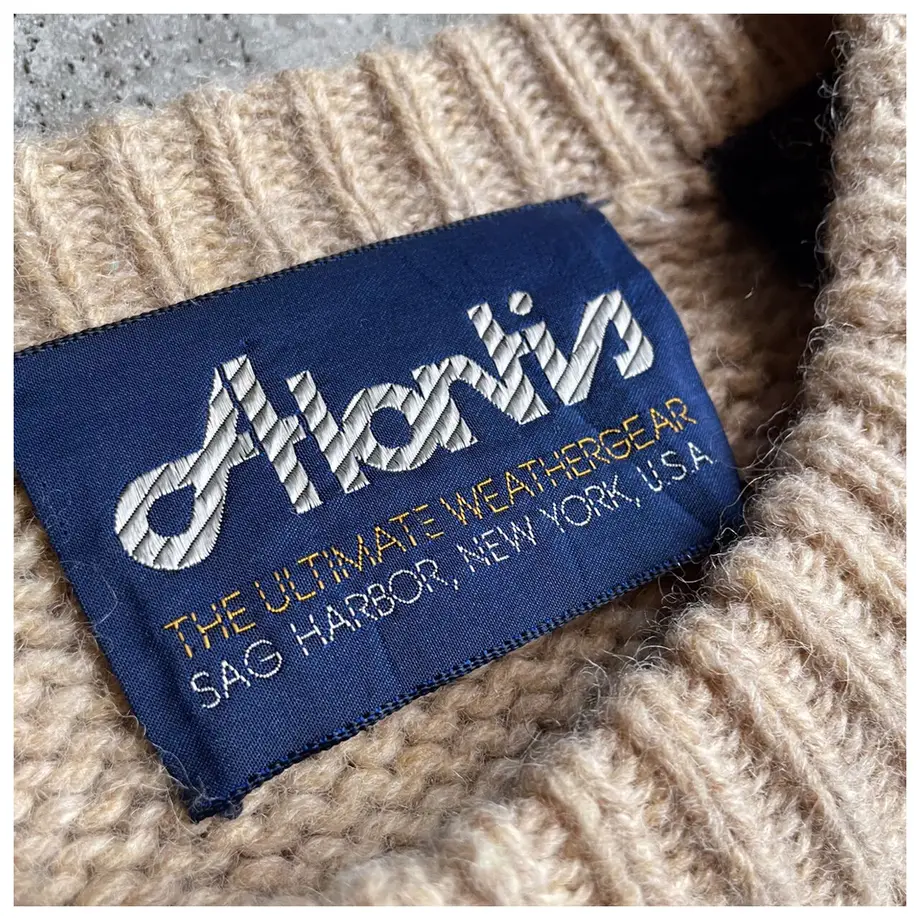 Atlantis
THE ULTIMATE WEATHERGEAR
SAG HARBOR, NEW YORK, U.S.A